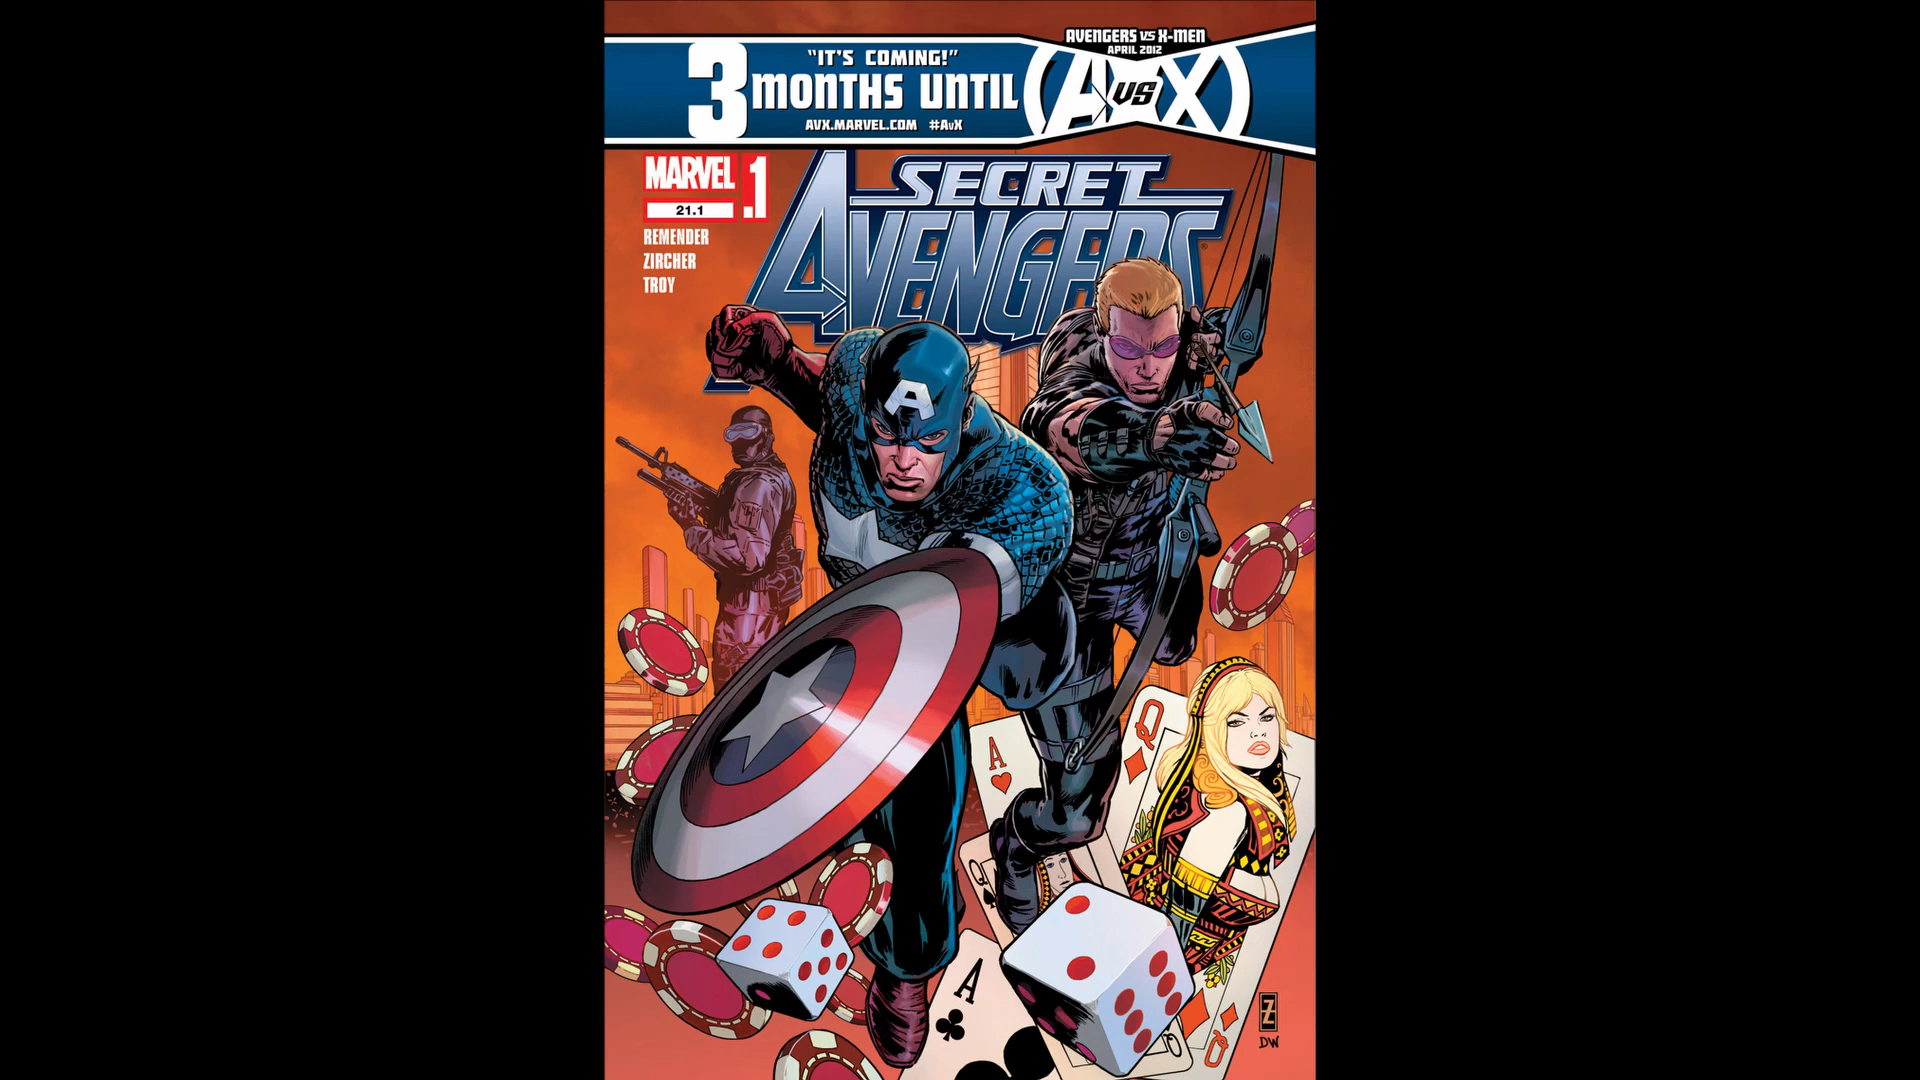 AVENGERS VS X-MEN
APRIL 2012
"IT'S COMING!"
3 MONTHS UNTIL
A VS X
AVX.MARVEL.COM #AvX
MARVEL .1
21.1
REMENDER
ZIRCHER
TROY
SECRET
AVENGERS
A
A
Q
Q
A
Q
Q
Z
DW